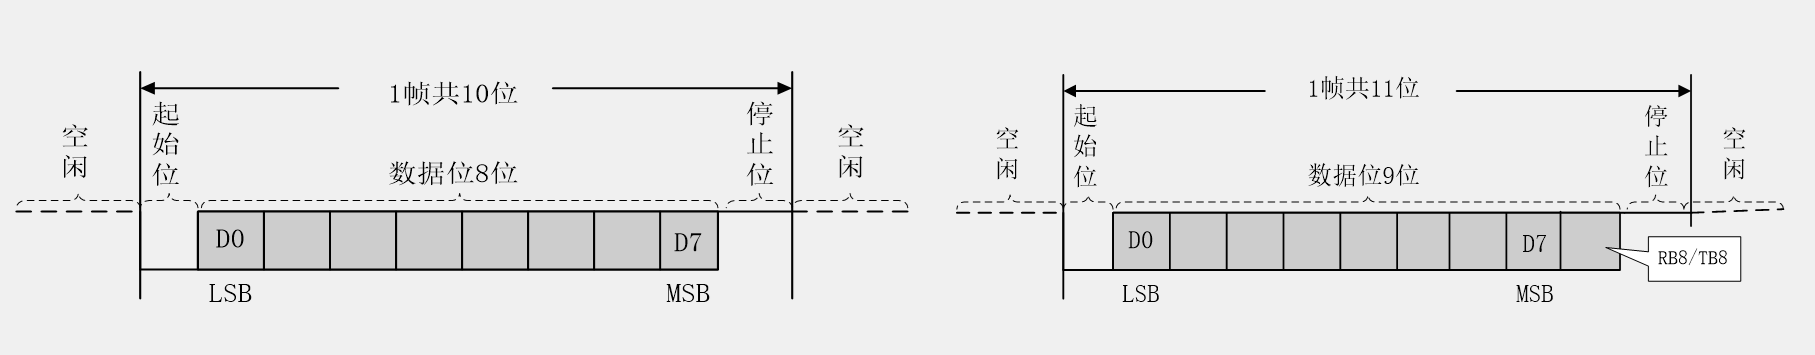 1帧共10位
空闲
起始位
数据位8位
停止位
空闲
D0
D7
LSB
MSB
1帧共11位
空闲
起始位
数据位9位
停止位
空闲
D0
D7
RB8/TB8
LSB
MSB